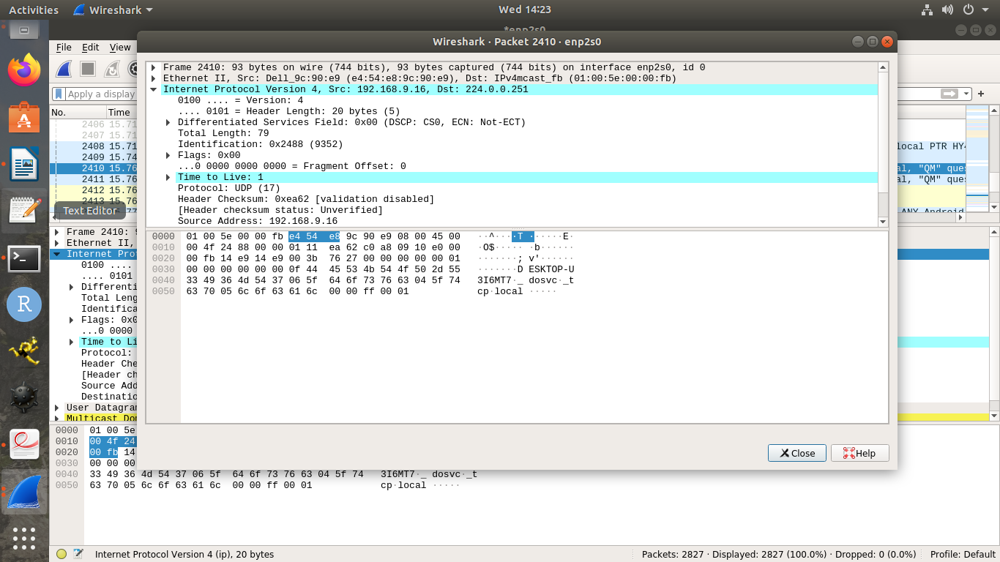 Activities Wireshark Wed 14:23
*enp2s0
File Edit View
Wireshark · Packet 2410 · enp2s0
Apply a display
No. Time
2406 15.71
2407 15.71
2408 15.71
2409 15.74
2410 15.76
2411 15.76
2412 15.76
2413 15.76
Text Editor
local PTR HY4
al, "QM" ques
al, "QM" ques
ANY Android
Frame 2410: 93 bytes on wire (744 bits), 93 bytes captured (744 bits) on interface enp2s0, id 0
Ethernet II, Src: Dell_9c:90:e9 (e4:54:e8:9c:90:e9), Dst: IPv4mcast_fb (01:00:5e:00:00:fb)
Internet Protocol Version 4, Src: 192.168.9.16, Dst: 224.0.0.251
0100 .... = Version: 4
.... 0101 = Header Length: 20 bytes (5)
Differentiated Services Field: 0x00 (DSCP: CS0, ECN: Not-ECT)
Total Length: 79
Identification: 0x2488 (9352)
Flags: 0x00
...0 0000 0000 0000 = Fragment Offset: 0
Time to Live: 1
Protocol: UDP (17)
Header Checksum: 0xea62 [validation disabled]
[Header checksum status: Unverified]
Source Address: 192.168.9.16
0000 01 00 5e 00 00 fb e4 54 e8 9c 90 e9 08 00 45 00 ··^····T ······E·
0010 00 4f 24 88 00 00 01 11 ea 62 c0 a8 09 10 e0 00 ·O$····· ·b······
0020 00 fb 14 e9 14 e9 00 3b 76 27 00 00 00 00 00 01 ·······; v'······
0030 00 00 00 00 00 00 0f 44 45 53 4b 54 4f 50 2d 55 ·······D ESKTOP-U
0040 33 49 36 4d 54 37 06 5f 64 6f 73 76 63 04 5f 74 3I6MT7·_ dosvc·_t
0050 63 70 05 6c 6f 63 61 6c 00 00 ff 00 01 cp·local ·····
Close Help
Frame 2410: 9
Ethernet II,
Internet Prot
0100 ....
.... 0101
Differenti
Total Leng
Identifica
Flags: 0x0
...0 0000
Time to Li
Protocol:
Header Che
[Header ch
Source Add
Destinatio
User Datagram
Multicast Dom
0000 01 00 5e
0010 00 4f 24
0020 00 fb 14
0030 00 00 00
0040 33 49 36 4d 54 37 06 5f 64 6f 73 76 63 04 5f 74 3I6MT7·_ dosvc·_t
0050 63 70 05 6c 6f 63 61 6c 00 00 ff 00 01 cp·local ·····
Internet Protocol Version 4 (ip), 20 bytes Packets: 2827 · Displayed: 2827 (100.0%) · Dropped: 0 (0.0%) Profile: Default